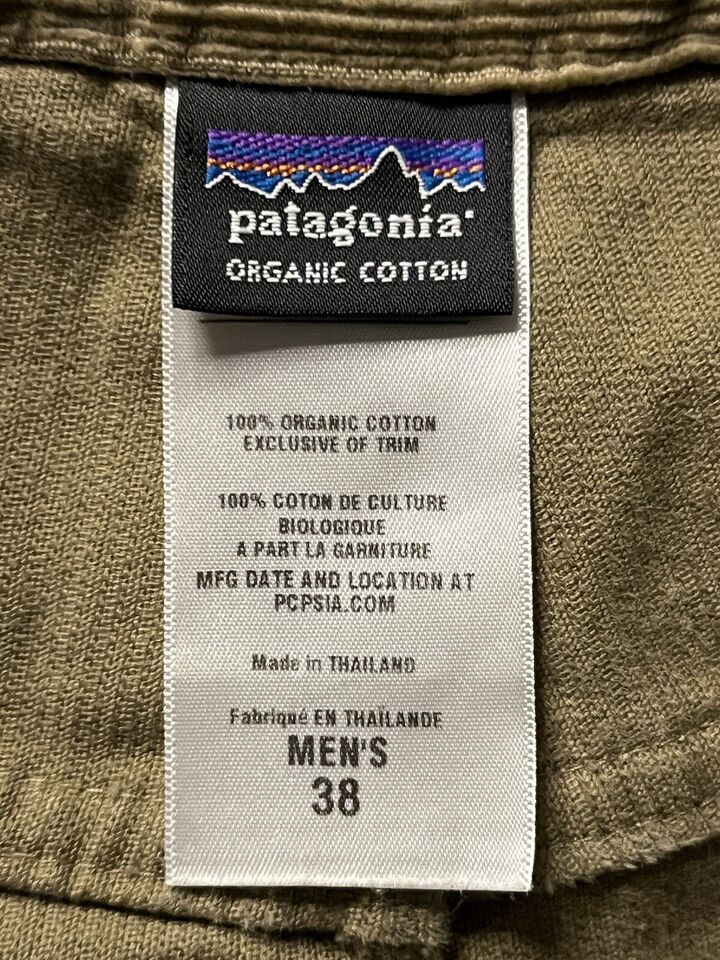 patagonia
ORGANIC COTTON
100% ORGANIC COTTON
EXCLUSIVE OF TRIM
100% COTON DE CULTURE
BIOLOGIQUE
A PART LA GARNITURE
MFG DATE AND LOCATION AT
PCPSIA.COM
Made in THAILAND
Fabriqué EN THAÏLANDE
MEN'S
38